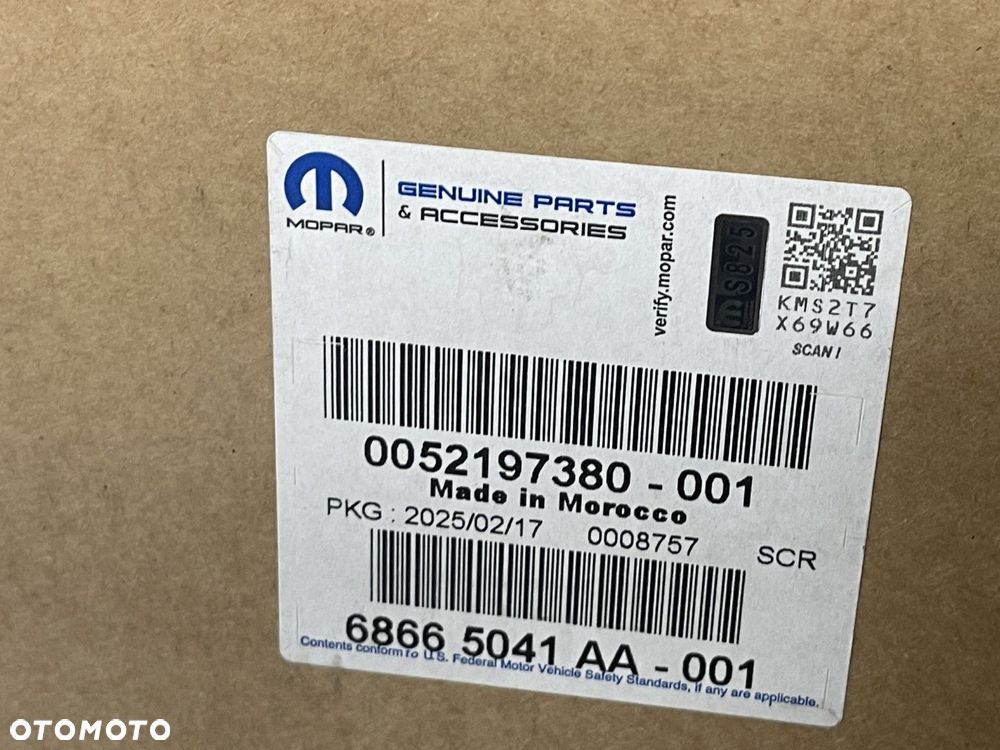 MOPAR®
GENUINE PARTS
& ACCESSORIES
verify.mopar.com
m S825
KMS2T7
X69W66
SCAN!
0052197380 - 001
Made in Morocco
PKG : 2025/02/17 0008757 SCR
6866 5041 AA - 001
Contents conform to U.S. Federal Motor Vehicle Safety Standards, if any are applicable.
OTOMOTO